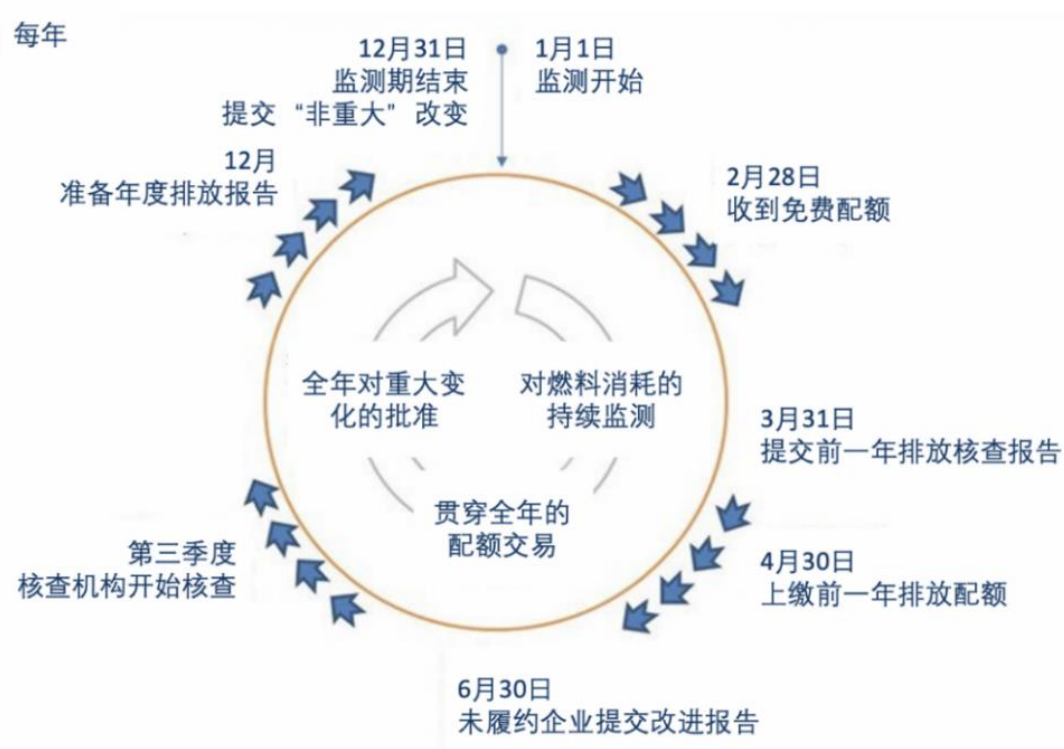 每年
12月31日
监测期结束
提交“非重大”改变
1月1日
监测开始
2月28日
收到免费配额
3月31日
提交前一年排放核查报告
4月30日
上缴前一年排放配额
6月30日
未履约企业提交改进报告
第三季度
核查机构开始核查
12月
准备年度排放报告
全年对重大变
化的批准
对燃料消耗的
持续监测
贯穿全年的
配额交易